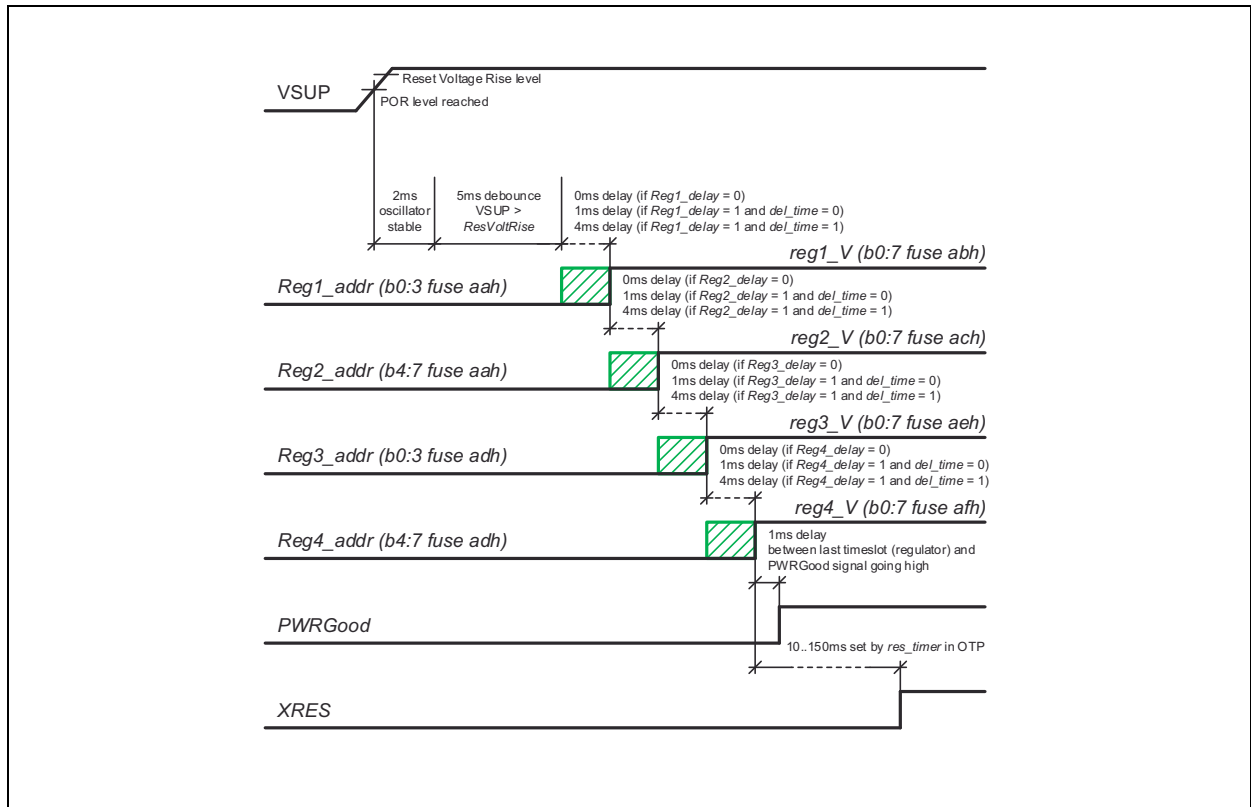 Reset Voltage Rise level
VSUP
POR level reached
2ms
oscillator
stable
5ms debounce
VSUP >
ResVoltRise
0ms delay (if Reg1_delay = 0)
1ms delay (if Reg1_delay = 1 and del_time = 0)
4ms delay (if Reg1_delay = 1 and del_time = 1)
reg1_V (b0:7 fuse abh)
Reg1_addr (b0:3 fuse aah)
0ms delay (if Reg2_delay = 0)
1ms delay (if Reg2_delay = 1 and del_time = 0)
4ms delay (if Reg2_delay = 1 and del_time = 1)
reg2_V (b0:7 fuse ach)
Reg2_addr (b4:7 fuse aah)
0ms delay (if Reg3_delay = 0)
1ms delay (if Reg3_delay = 1 and del_time = 0)
4ms delay (if Reg3_delay = 1 and del_time = 1)
reg3_V (b0:7 fuse aeh)
Reg3_addr (b0:3 fuse adh)
0ms delay (if Reg4_delay = 0)
1ms delay (if Reg4_delay = 1 and del_time = 0)
4ms delay (if Reg4_delay = 1 and del_time = 1)
reg4_V (b0:7 fuse afh)
Reg4_addr (b4:7 fuse adh)
1ms delay
between last timeslot (regulator) and
PWRGood signal going high
PWRGood
10..150ms set by res_timer in OTP
XRES